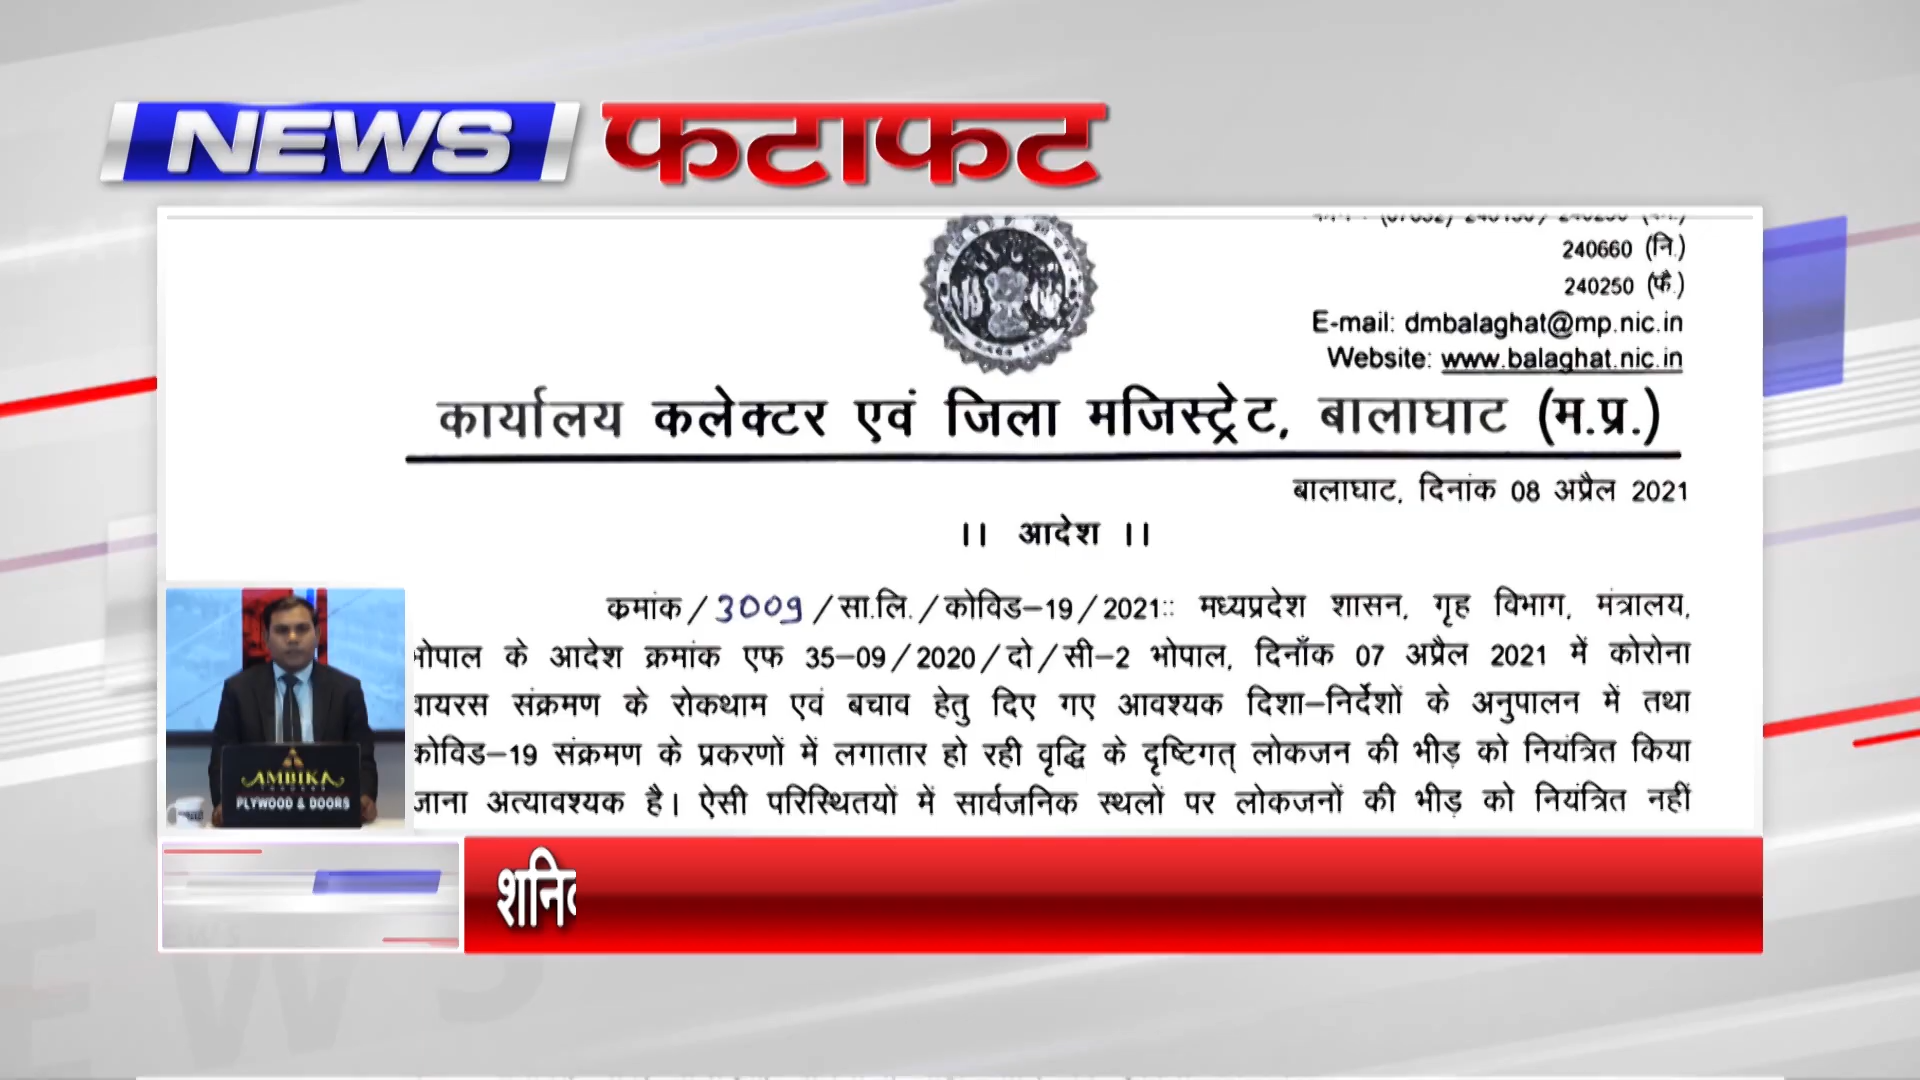 NEWS फटाफट
240660 (नि.)
240250 (फै.)
E-mail: dmbalaghat@mp.nic.in
Website: www.balaghat.nic.in
कार्यालय कलेक्टर एवं जिला मजिस्ट्रेट, बालाघाट (म.प्र.)
बालाघाट, दिनांक 08 अप्रैल 2021
।। आदेश ।।
क्रमांक/3009/सा.लि./कोविड-19/2021:: मध्यप्रदेश शासन, गृह विभाग, मंत्रालय,
भोपाल के आदेश क्रमांक एफ 35-09/2020/दो/सी-2 भोपाल, दिनाँक 07 अप्रैल 2021 में कोरोना
वायरस संक्रमण के रोकथाम एवं बचाव हेतु दिए गए आवश्यक दिशा-निर्देशों के अनुपालन में तथा
कोविड-19 संक्रमण के प्रकरणों में लगातार हो रही वृद्धि के दृष्टिगत् लोकजन की भीड़ को नियंत्रित किया
जाना अत्यावश्यक है। ऐसी परिस्थितयों में सार्वजनिक स्थलों पर लोकजनों की भीड़ को नियंत्रित नहीं
AMBIKA
PLYWOOD & DOORS
शनि